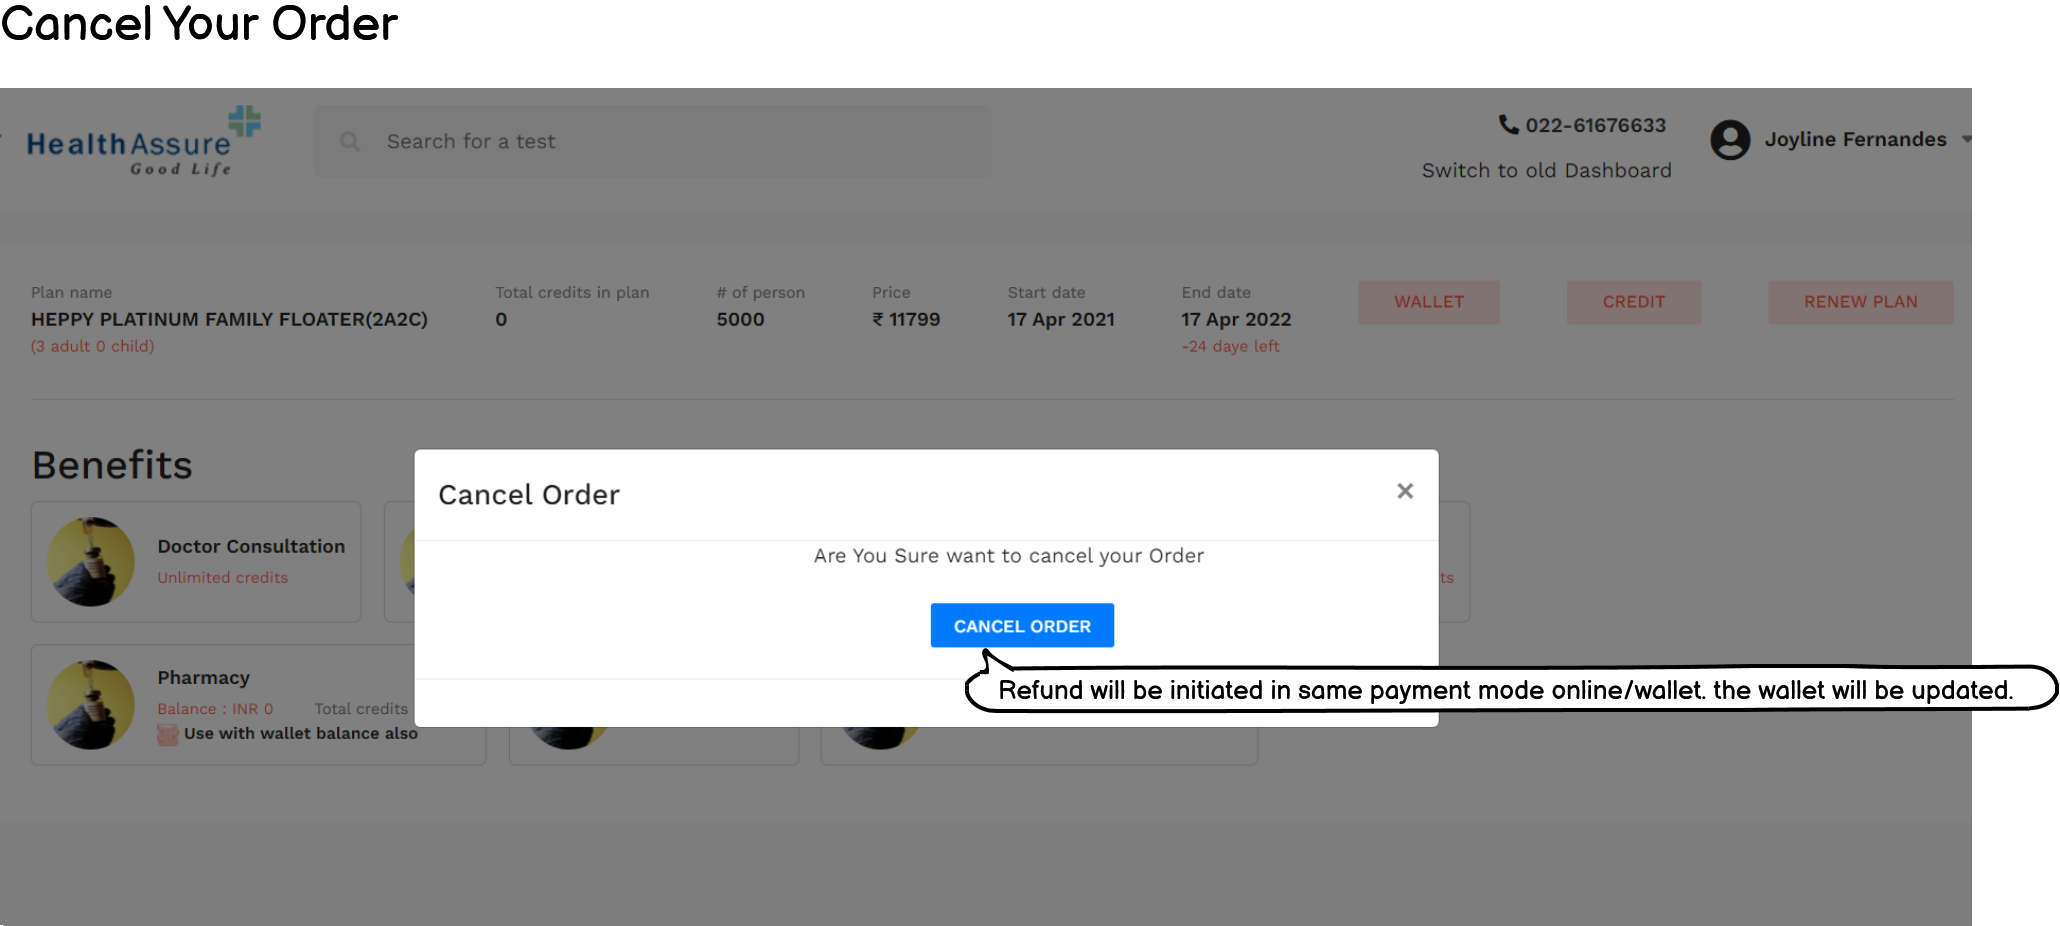 Cancel Your Order
HealthAssure
Good Life
Search for a test
022-61676633
Switch to old Dashboard
Joyline Fernandes
Plan name
HEPPY PLATINUM FAMILY FLOATER(2A2C)
(3 adult 0 child)
Total credits in plan
0
# of person
5000
Price
₹ 11799
Start date
17 Apr 2021
End date
17 Apr 2022
-24 daye left
WALLET
CREDIT
RENEW PLAN
Benefits
Doctor Consultation
Unlimited credits
ts
Cancel Order
×
Are You Sure want to cancel your Order
CANCEL ORDER
Refund will be initiated in same payment mode online/wallet. the wallet will be updated.
Pharmacy
Balance : INR 0 Total credits
Use with wallet balance also